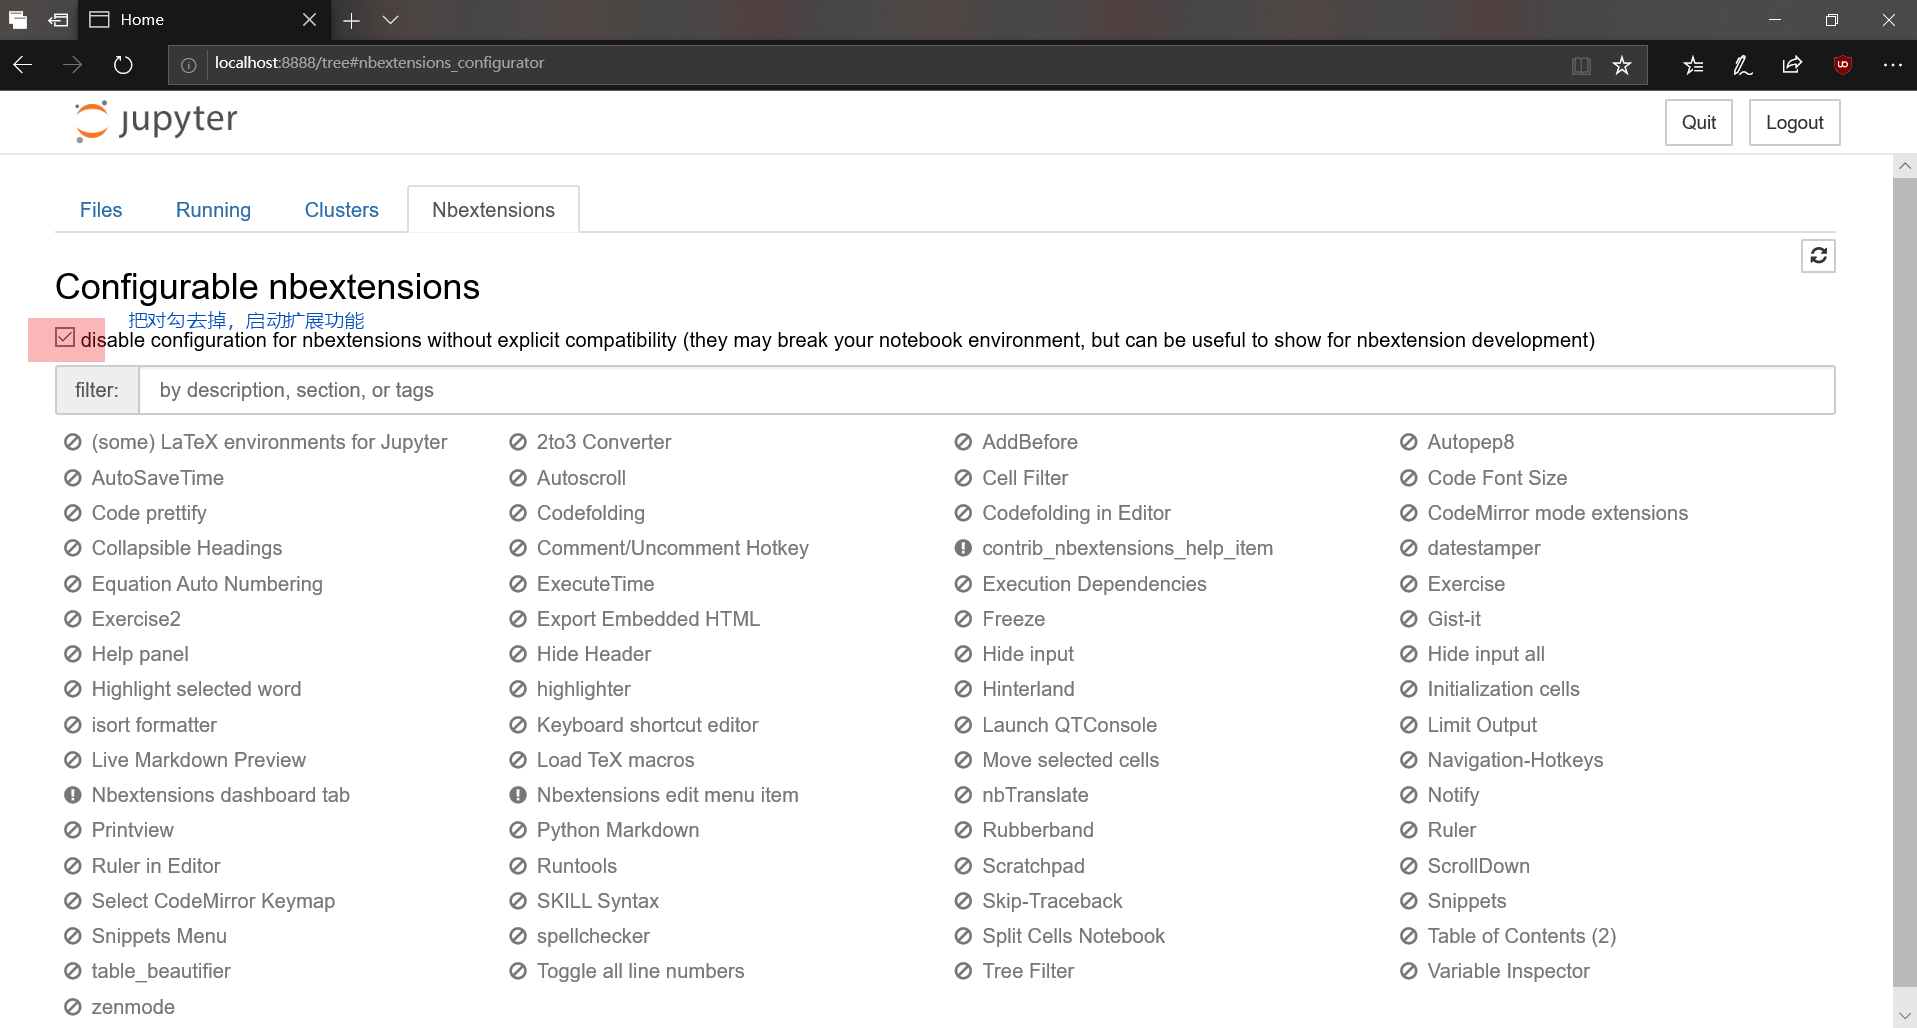 Home
localhost:8888/tree#nbextensions_configurator
jupyter
Quit Logout
Files Running Clusters Nbextensions
Configurable nbextensions
把对勾去掉，启动扩展功能
disable configuration for nbextensions without explicit compatibility (they may break your notebook environment, but can be useful to show for nbextension development)
filter: by description, section, or tags
(some) LaTeX environments for Jupyter 2to3 Converter AddBefore Autopep8
AutoSaveTime Autoscroll Cell Filter Code Font Size
Code prettify Codefolding Codefolding in Editor CodeMirror mode extensions
Collapsible Headings Comment/Uncomment Hotkey contrib_nbextensions_help_item datestamper
Equation Auto Numbering ExecuteTime Execution Dependencies Exercise
Exercise2 Export Embedded HTML Freeze Gist-it
Help panel Hide Header Hide input Hide input all
Highlight selected word highlighter Hinterland Initialization cells
isort formatter Keyboard shortcut editor Launch QTConsole Limit Output
Live Markdown Preview Load TeX macros Move selected cells Navigation-Hotkeys
Nbextensions dashboard tab Nbextensions edit menu item nbTranslate Notify
Printview Python Markdown Rubberband Ruler
Ruler in Editor Runtools Scratchpad ScrollDown
Select CodeMirror Keymap SKILL Syntax Skip-Traceback Snippets
Snippets Menu spellchecker Split Cells Notebook Table of Contents (2)
table_beautifier Toggle all line numbers Tree Filter Variable Inspector
zenmode